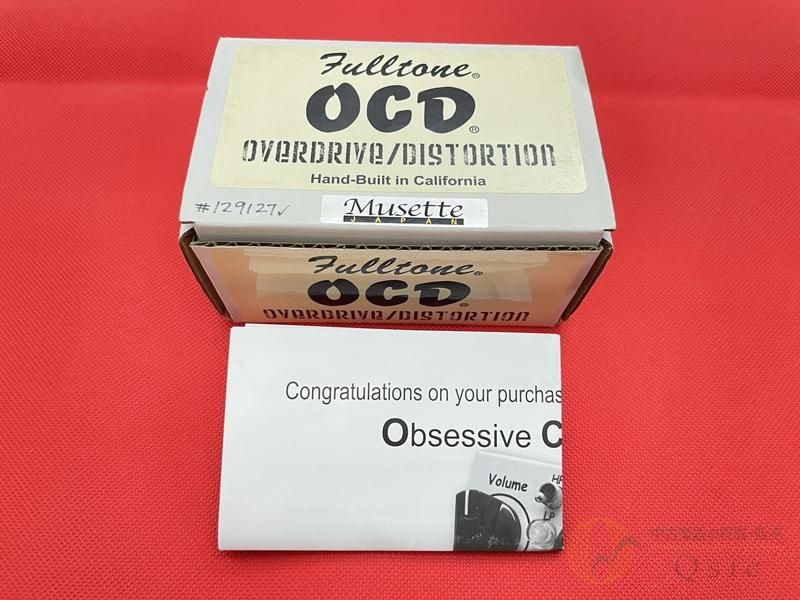 Fulltone®
OCD®
OVERDRIVE/DISTORTION
Hand-Built in California
#129127✓
Musette
JAPAN
Fulltone®
OCD®
OVERDRIVE/DISTORTION
Congratulations on your purchas
Obsessive C
Volume
HP
LP
Qsic